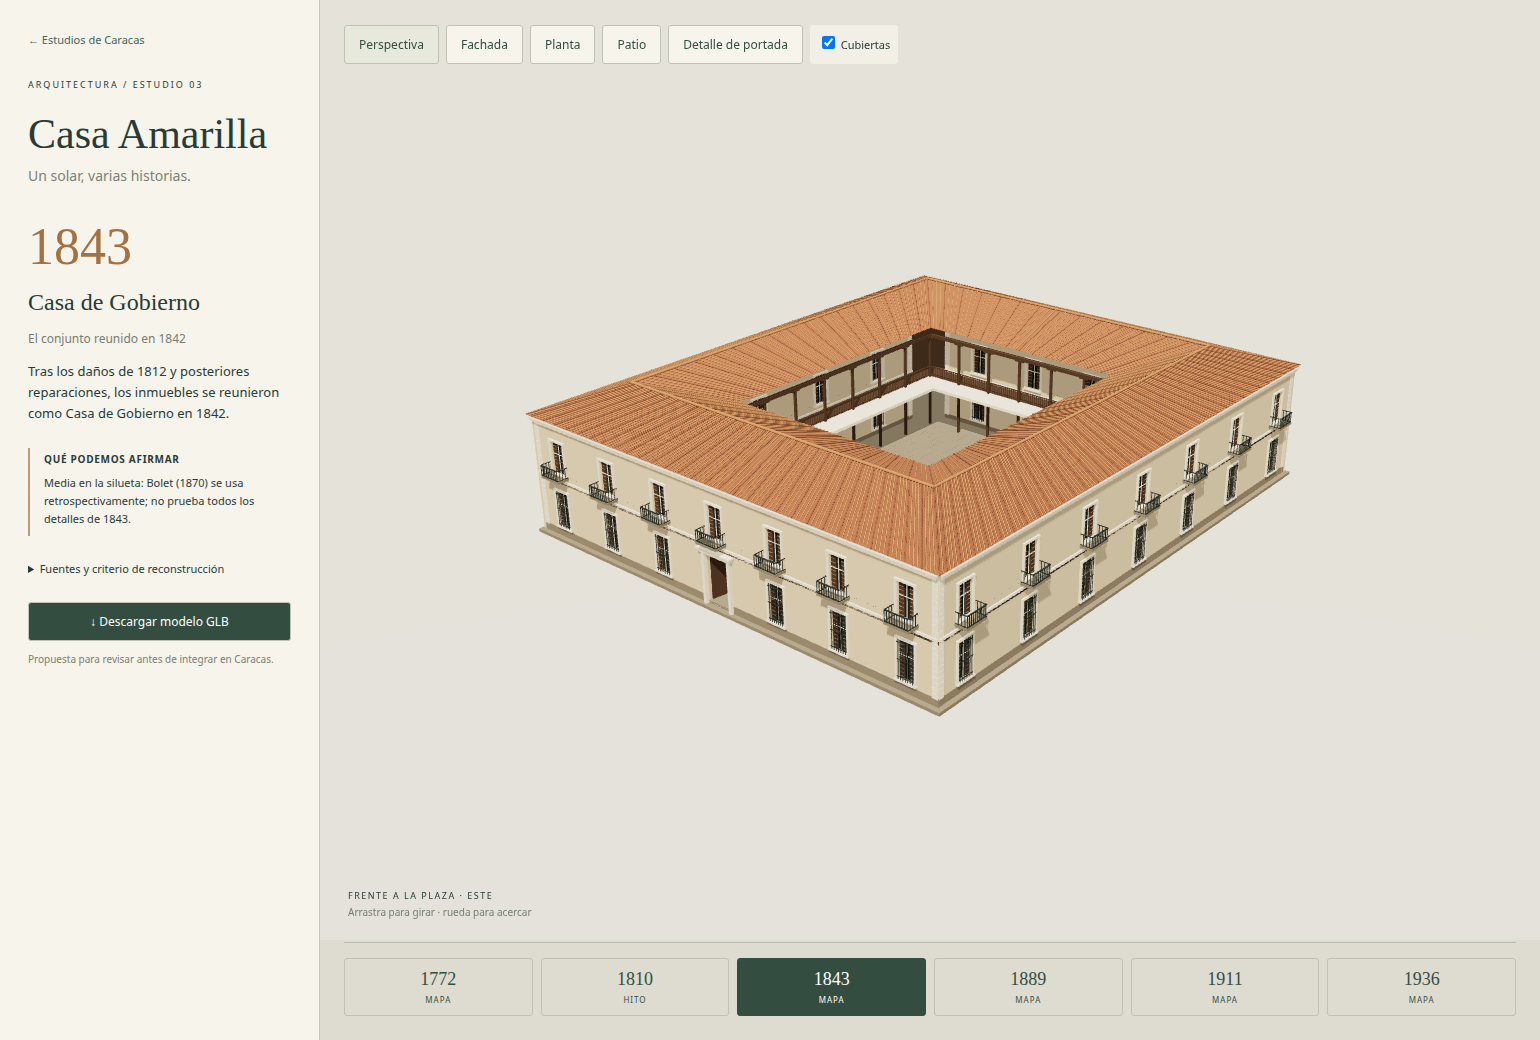 ← Estudios de Caracas
ARQUITECTURA / ESTUDIO 03
Casa Amarilla
Un solar, varias historias.
1843
Casa de Gobierno
El conjunto reunido en 1842
Tras los daños de 1812 y posteriores
reparaciones, los inmuebles se reunieron
como Casa de Gobierno en 1842.
QUÉ PODEMOS AFIRMAR
Media en la silueta: Bolet (1870) se usa
retrospectivamente; no prueba todos los
detalles de 1843.
Fuentes y criterio de reconstrucción
↓ Descargar modelo GLB
Propuesta para revisar antes de integrar en Caracas.
Perspectiva
Fachada
Planta
Patio
Detalle de portada
Cubiertas
FRENTE A LA PLAZA · ESTE
Arrastra para girar · rueda para acercar
1772
MAPA
1810
HITO
1843
MAPA
1889
MAPA
1911
MAPA
1936
MAPA